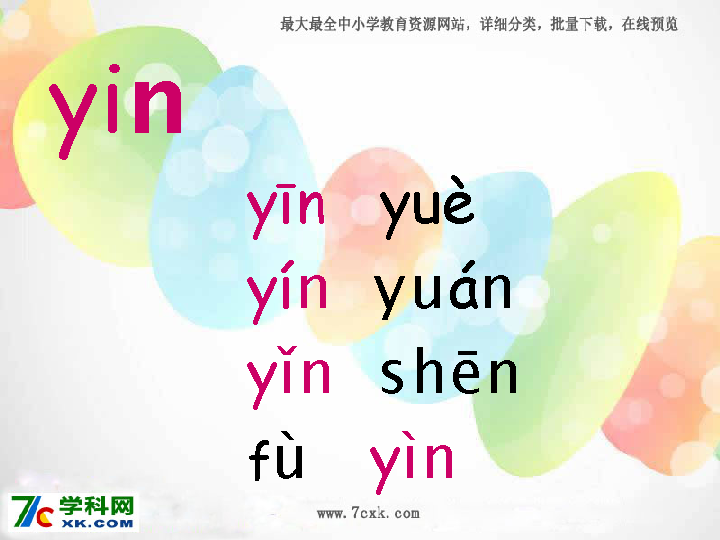 最大最全中小学教育资源网站，详细分类，批量下载，在线预览
yin
yīn yuè
yín yuán
yǐn shēn
fù yìn
7C 学科网
XK.COM
www.7cxk.com